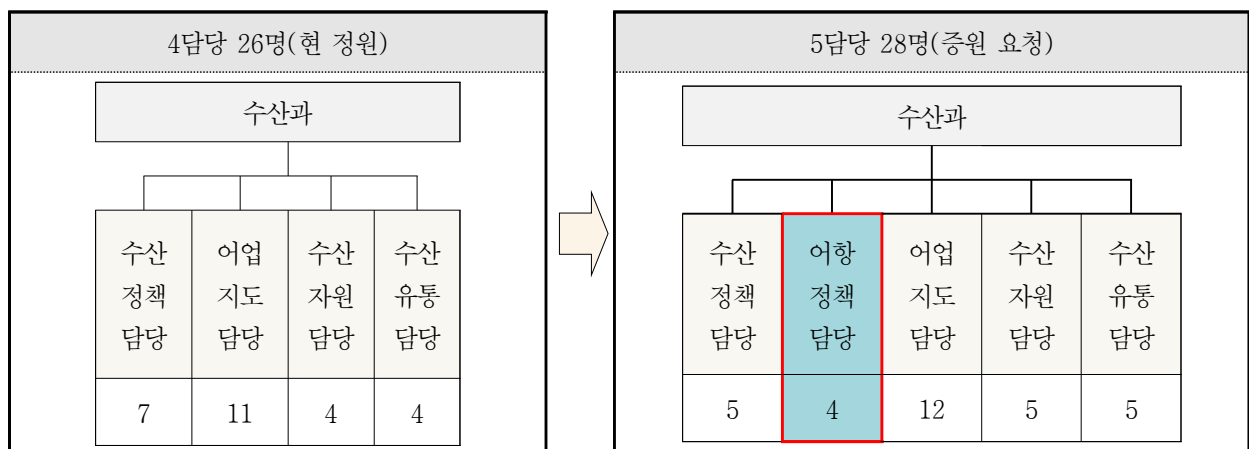 4담당 26명(현 정원)
수산과
수산
정책
담당
어업
지도
담당
수산
자원
담당
수산
유통
담당
7
11
4
4
5담당 28명(증원 요청)
수산과
수산
정책
담당
어항
정책
담당
어업
지도
담당
수산
자원
담당
수산
유통
담당
5
4
12
5
5